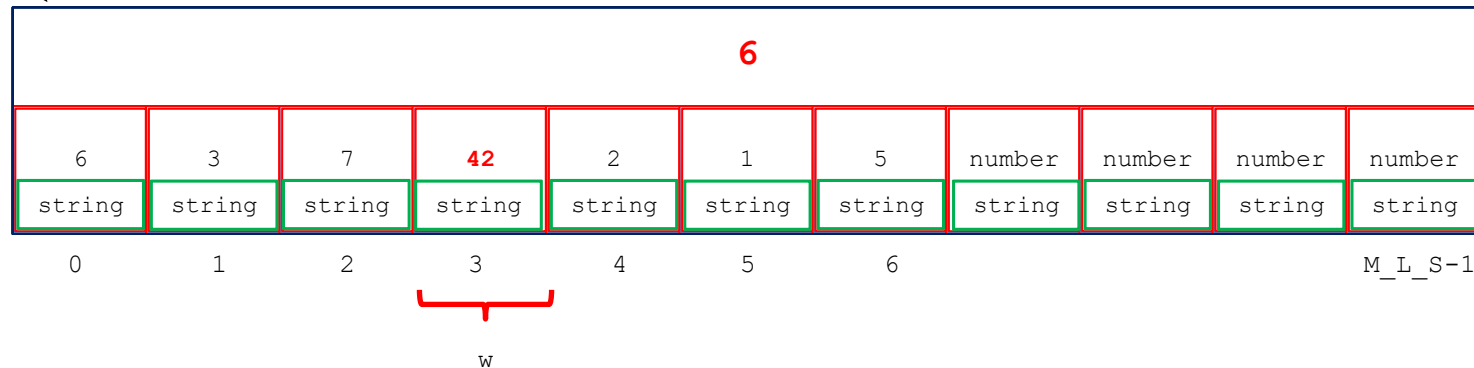 6
6 3 7 42 2 1 5 number number number number
string string string string string string string string string string string
0 1 2 3 4 5 6 M_L_S-1
w